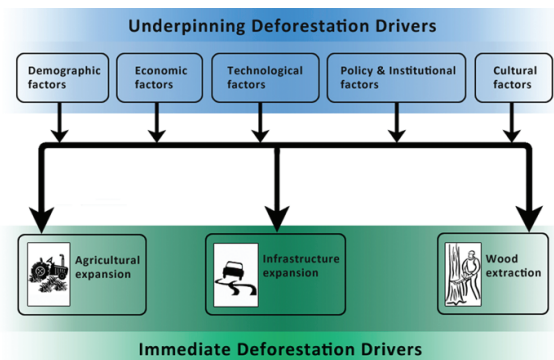 Underpinning Deforestation Drivers
Demographic
factors
Economic
factors
Technological
factors
Policy & Institutional
factors
Cultural
factors
Agricultural
expansion
Infrastructure
expansion
Wood
extraction
Immediate Deforestation Drivers